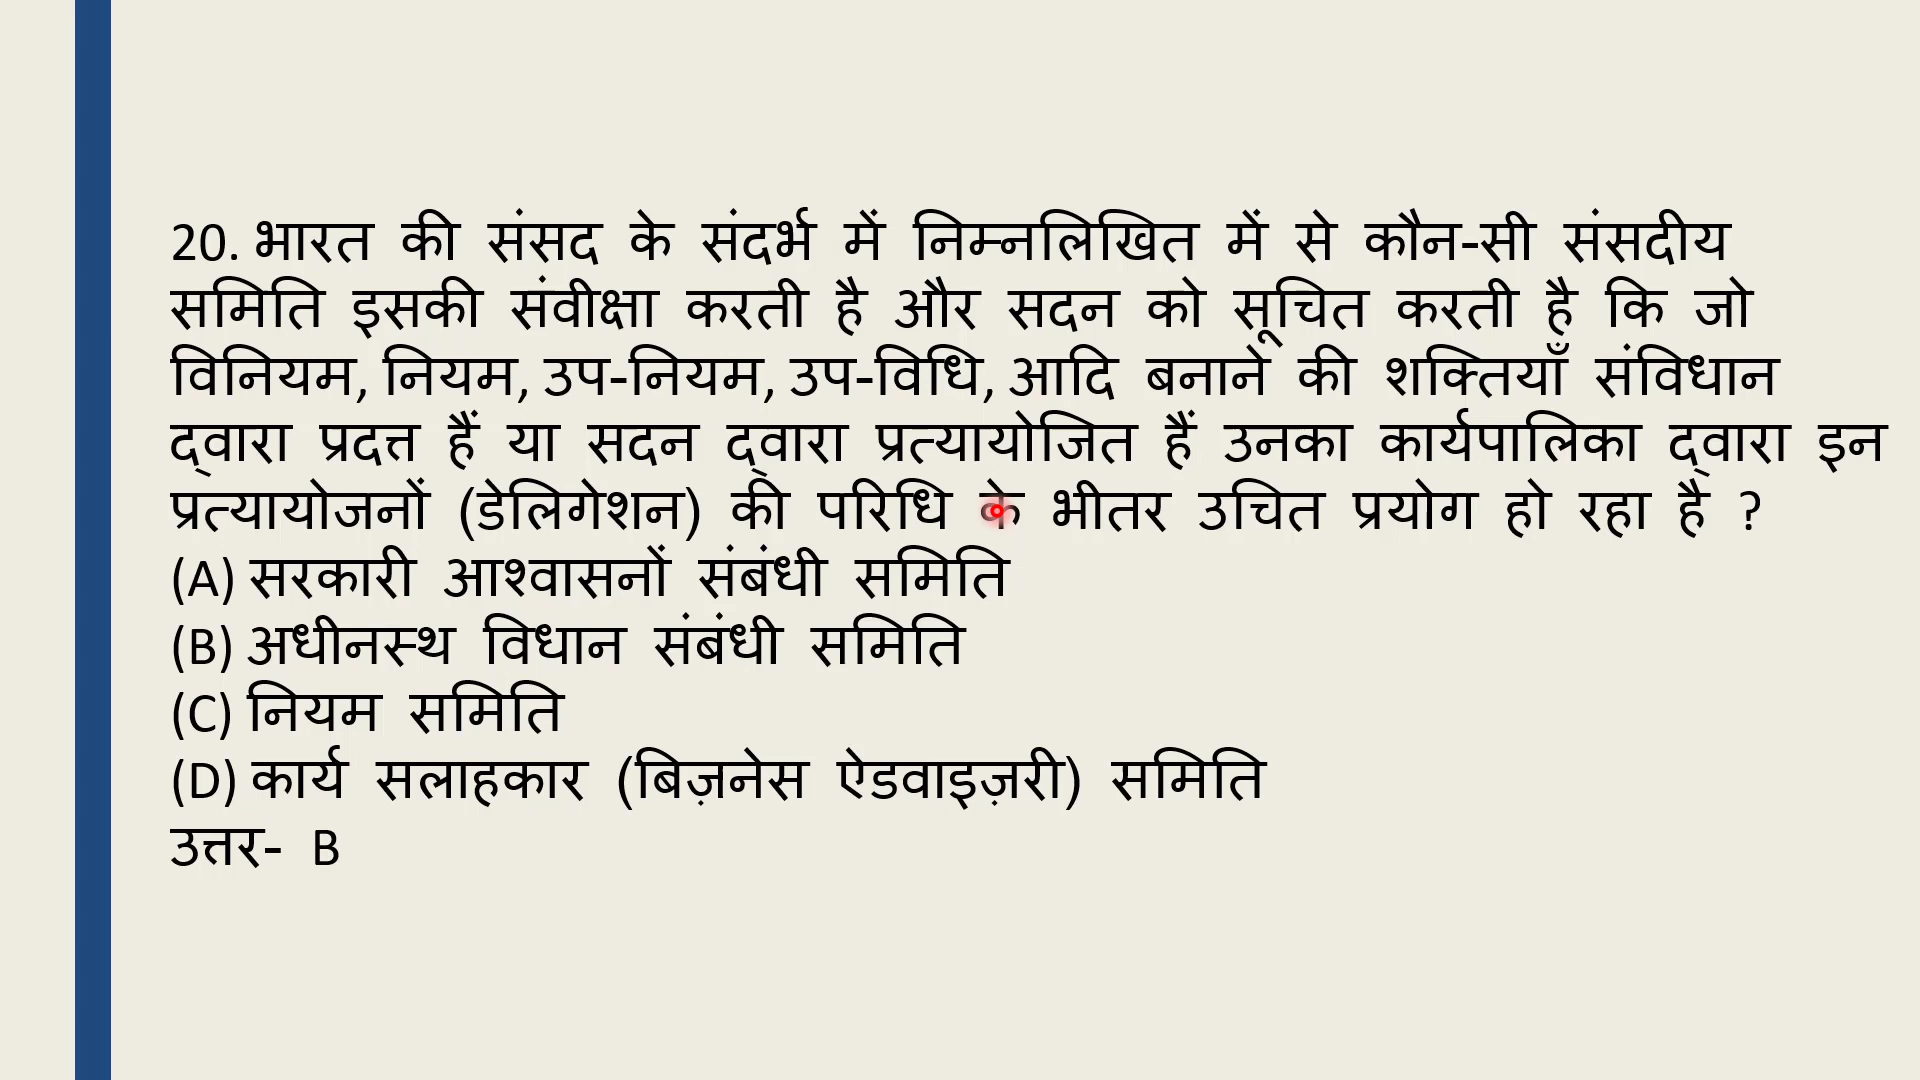 20. भारत की संसद के संदर्भ में निम्नलिखित में से कौन-सी संसदीय
समिति इसकी संवीक्षा करती है और सदन को सूचित करती है कि जो
विनियम, नियम, उप-नियम, उप-विधि, आदि बनाने की शक्तियाँ संविधान
द्वारा प्रदत्त हैं या सदन द्वारा प्रत्यायोजित हैं उनका कार्यपालिका द्वारा इन
प्रत्यायोजनों (डेलिगेशन) की परिधि के भीतर उचित प्रयोग हो रहा है ?
(A) सरकारी आश्वासनों संबंधी समिति
(B) अधीनस्थ विधान संबंधी समिति
(C) नियम समिति
(D) कार्य सलाहकार (बिज़नेस ऐडवाइज़री) समिति
उत्तर- B